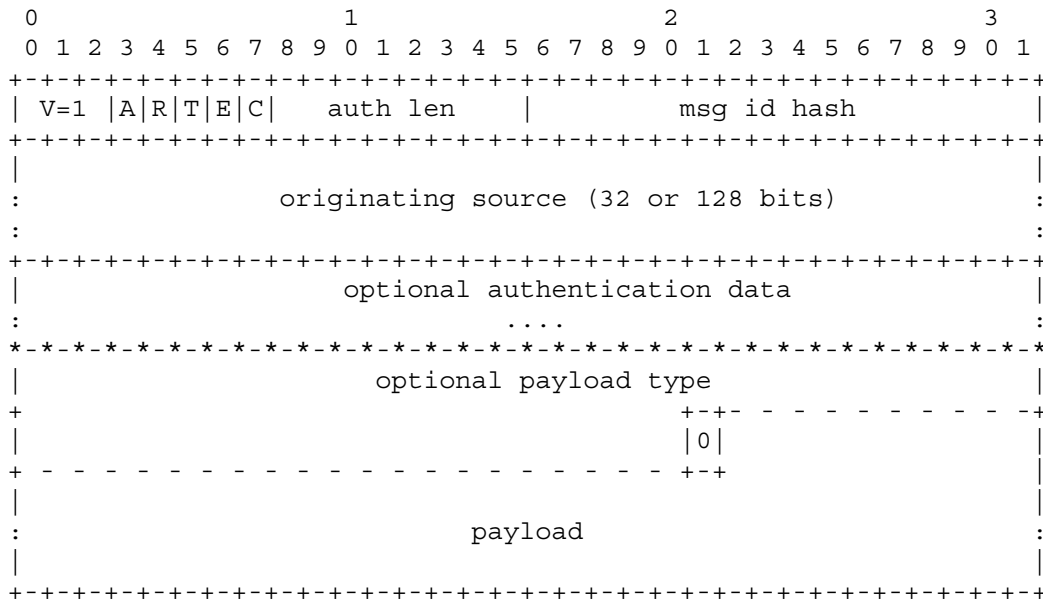 0                   1                   2                   3
 0 1 2 3 4 5 6 7 8 9 0 1 2 3 4 5 6 7 8 9 0 1 2 3 4 5 6 7 8 9 0 1
+-+-+-+-+-+-+-+-+-+-+-+-+-+-+-+-+-+-+-+-+-+-+-+-+-+-+-+-+-+-+-+-+
| V=1 |A|R|T|E|C|   auth len    |         msg id hash           |
+-+-+-+-+-+-+-+-+-+-+-+-+-+-+-+-+-+-+-+-+-+-+-+-+-+-+-+-+-+-+-+-+
|                                                               |
:                originating source (32 or 128 bits)            :
:                                                               :
+-+-+-+-+-+-+-+-+-+-+-+-+-+-+-+-+-+-+-+-+-+-+-+-+-+-+-+-+-+-+-+-+
|                    optional authentication data               |
:                              ....                             :
*-*-*-*-*-*-*-*-*-*-*-*-*-*-*-*-*-*-*-*-*-*-*-*-*-*-*-*-*-*-*-*-*
|                      optional payload type                    |
+                                         +-+- - - - - - - - - -+
|                                         |0|                   |
+ - - - - - - - - - - - - - - - - - - - - +-+                   |
|                                                               |
:                            payload                            :
|                                                               |
+-+-+-+-+-+-+-+-+-+-+-+-+-+-+-+-+-+-+-+-+-+-+-+-+-+-+-+-+-+-+-+-+